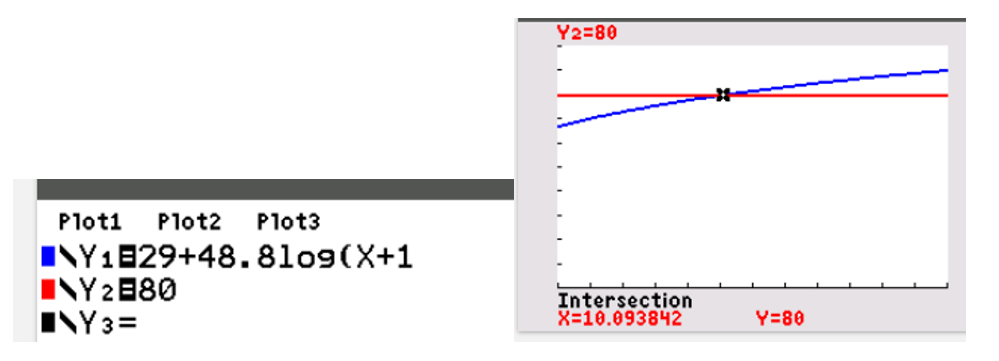 Plot1 Plot2 Plot3
\Y1=29+48.8log(X+1
\Y2=80
\Y3=
Y2=80
Intersection
X=10.093842 Y=80